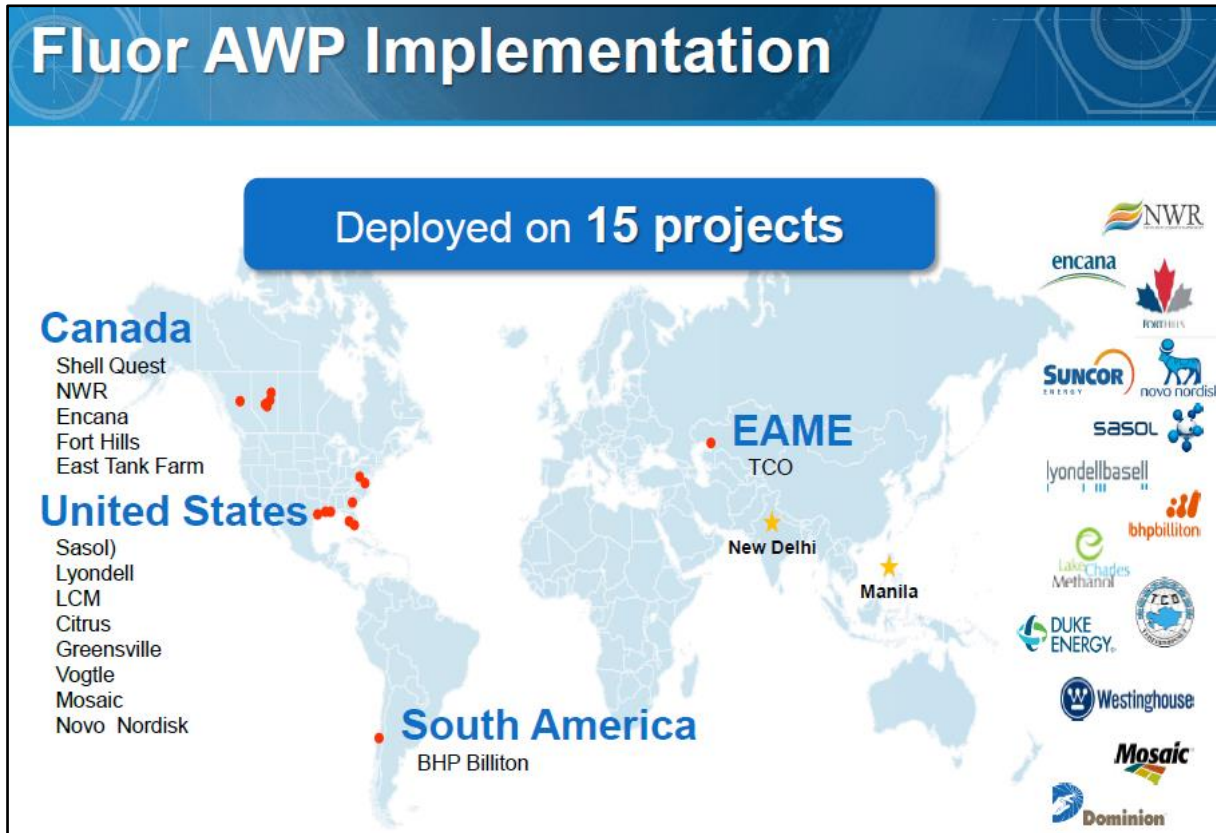 Fluor AWP Implementation
Deployed on 15 projects
Canada
Shell Quest
NWR
Encana
Fort Hills
East Tank Farm
United States
Sasol)
Lyondell
LCM
Citrus
Greensville
Vogtle
Mosaic
Novo Nordisk
South America
BHP Billiton
EAME
TCO
New Delhi
Manila
NWR
encana
FORT HILLS
SUNCOR
ENERGY
novo nordisk
sasol
lyondellbasell
bhpbilliton
Lake Charles
Methanol
TCO
DUKE
ENERGY®
Westinghouse
Mosaic
Dominion